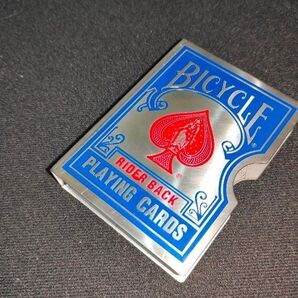 BICYCLE
®
RIDER BACK
®
PLAYING CARDS